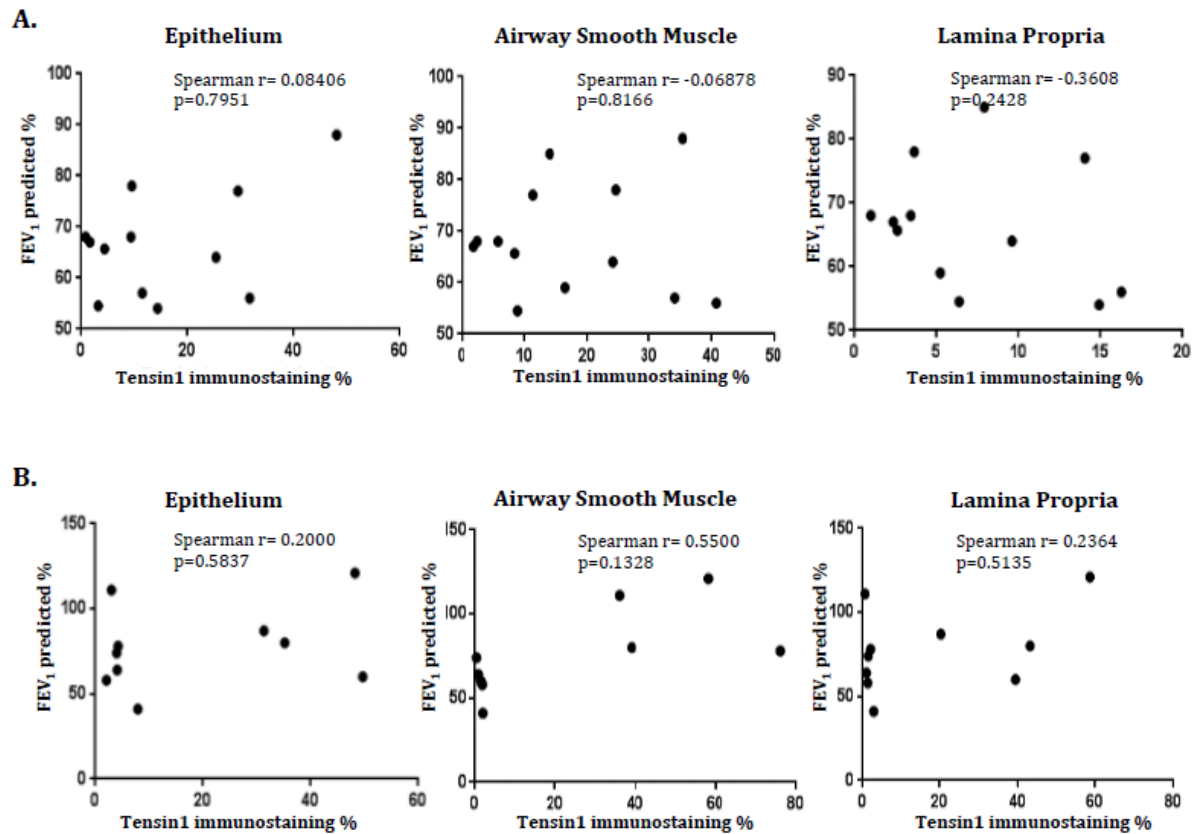 A.
Epithelium
Spearman r= 0.08406
p=0.7951
FEV₁ predicted %
100
90
80
70
60
50
0 20 40 60
Tensin1 immunostaining %
Airway Smooth Muscle
Spearman r= -0.06878
p=0.8166
FEV₁ predicted %
100
90
80
70
60
50
0 10 20 30 40 50
Tensin1 immunostaining %
Lamina Propria
Spearman r= -0.3608
p=0.2428
FEV₁ predicted %
90
80
70
60
50
0 5 10 15 20
Tensin1 immunostaining %
B.
Epithelium
Spearman r= 0.2000
p=0.5837
FEV₁ predicted %
150
100
50
0
0 20 40 60
Tensin1 immunostaining %
Airway Smooth Muscle
Spearman r= 0.5500
p=0.1328
FEV₁ predicted %
150
100
50
0
0 20 40 60 80
Tensin1 immunostaining %
Lamina Propria
Spearman r= 0.2364
p=0.5135
FEV₁ predicted %
150
100
50
0
0 20 40 60 80
Tensin1 immunostaining %